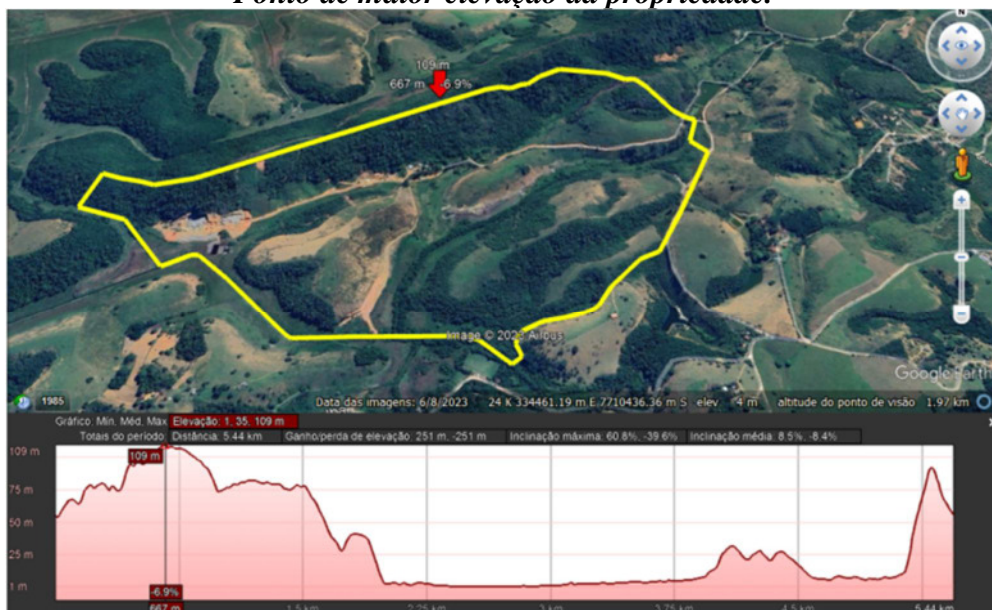 Ponto de maior elevação da propriedade.
N
109 m
667 m -6.9%
Image © 2023 Airbus
Google Earth
1985
Data das imagens: 6/8/2023 24 K 334461.19 m E 7710436.36 m S elev 4 m altitude do ponto de visão 1.97 km
Gráfico: Mín. Méd. Max Elevação: 1, 35, 109 m
Totais do período: Distância: 5.44 km Ganho/perda de elevação: 251 m, -251 m Inclinação máxima: 60.8%, -39.6% Inclinação média: 8.5%, -8.4%
109 m
109 m
75 m
50 m
25 m
1 m
-6.9%
667 m 1.5 km 2.25 km 3 km 3.75 km 4.5 km 5.44 km